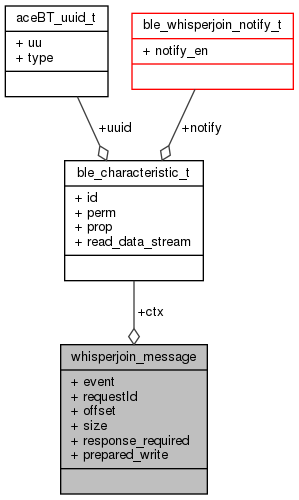 aceBT_uuid_t
+ uu
+ type
ble_whisperjoin_notify_t
+ notify_en
+uuid
+notify
ble_characteristic_t
+ id
+ perm
+ prop
+ read_data_stream
+ctx
whisperjoin_message
+ event
+ requestId
+ offset
+ size
+ response_required
+ prepared_write